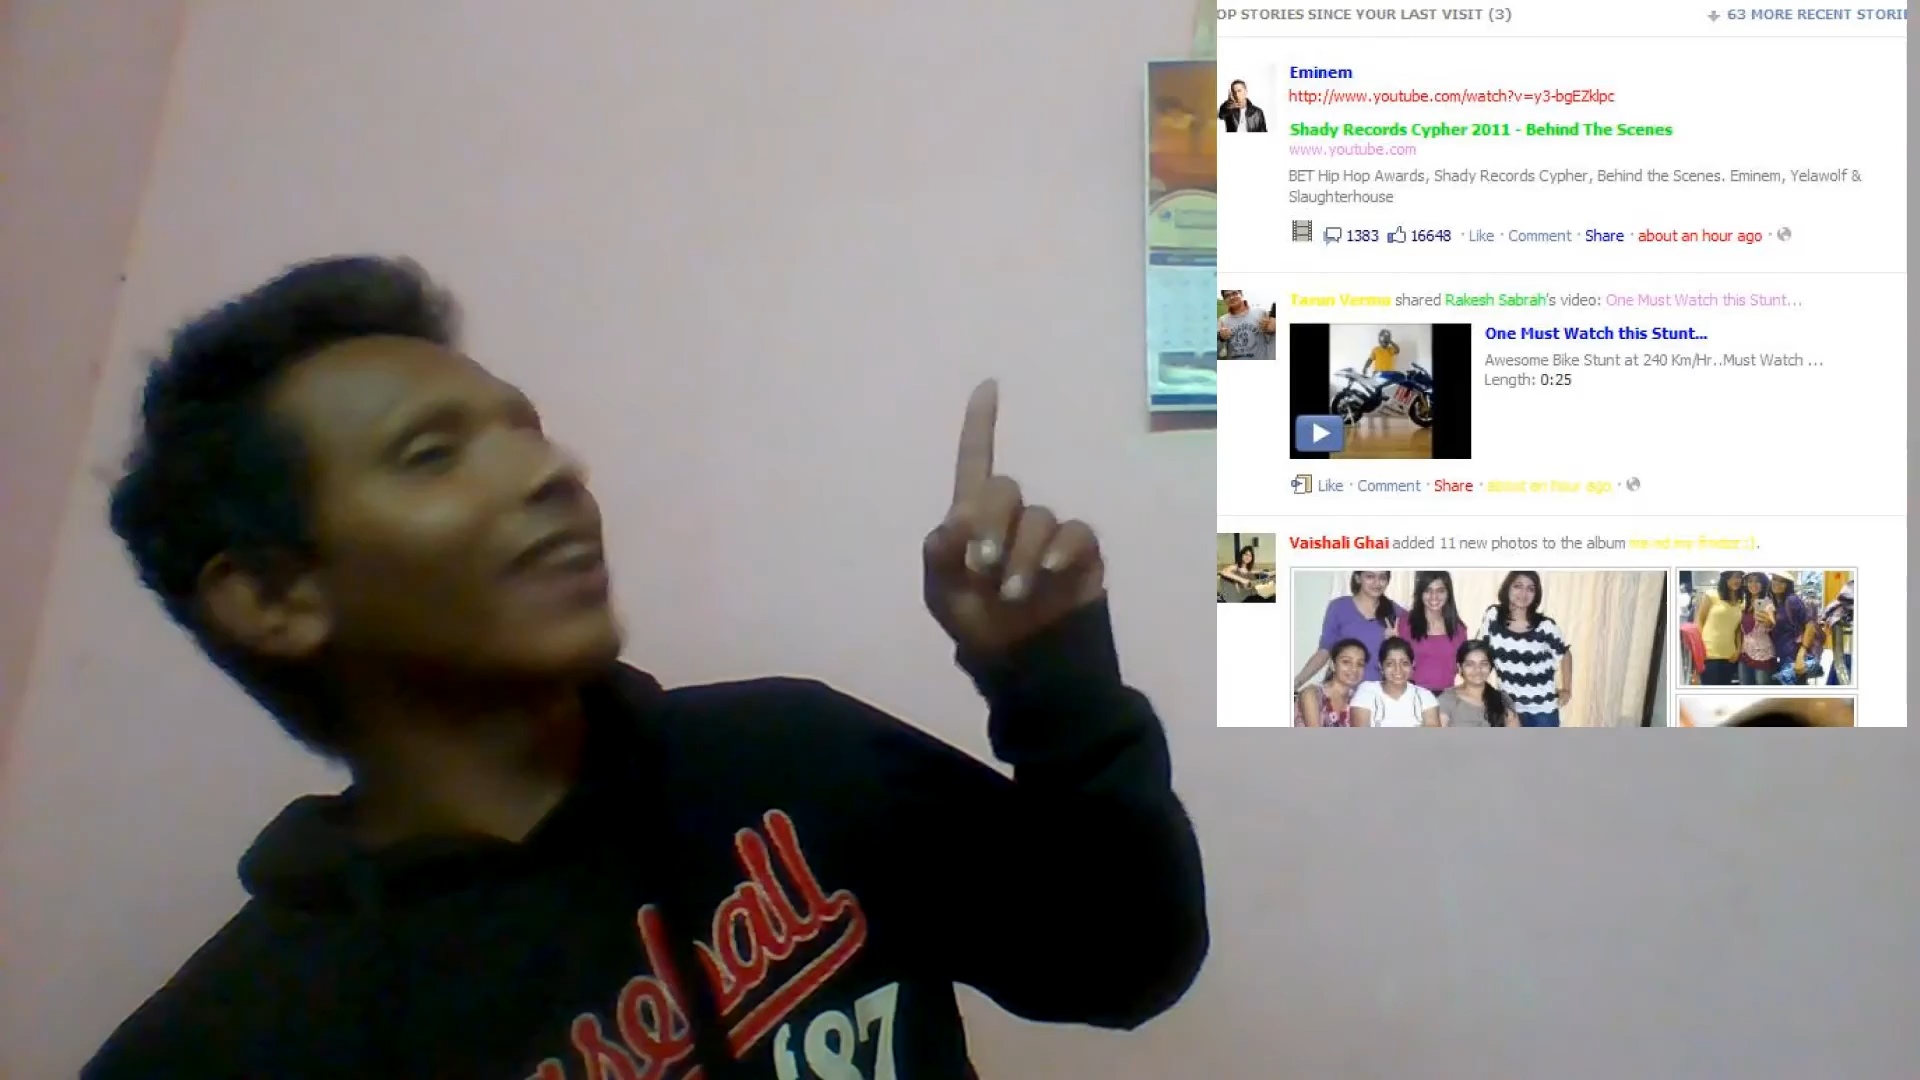 OP STORIES SINCE YOUR LAST VISIT (3)
63 MORE RECENT STORI
Eminem
http://www.youtube.com/watch?v=y3-bgEZklpc
Shady Records Cypher 2011 - Behind The Scenes
www.youtube.com
BET Hip Hop Awards, Shady Records Cypher, Behind the Scenes. Eminem, Yelawolf &
Slaughterhouse
1383 16648 · Like · Comment · Share · about an hour ago ·
Tarun Verma shared Rakesh Sabrah's video: One Must Watch this Stunt...
One Must Watch this Stunt...
Awesome Bike Stunt at 240 Km/Hr..Must Watch ...
Length: 0:25
Like · Comment · Share · about an hour ago ·
Vaishali Ghai added 11 new photos to the album
aseball
'87